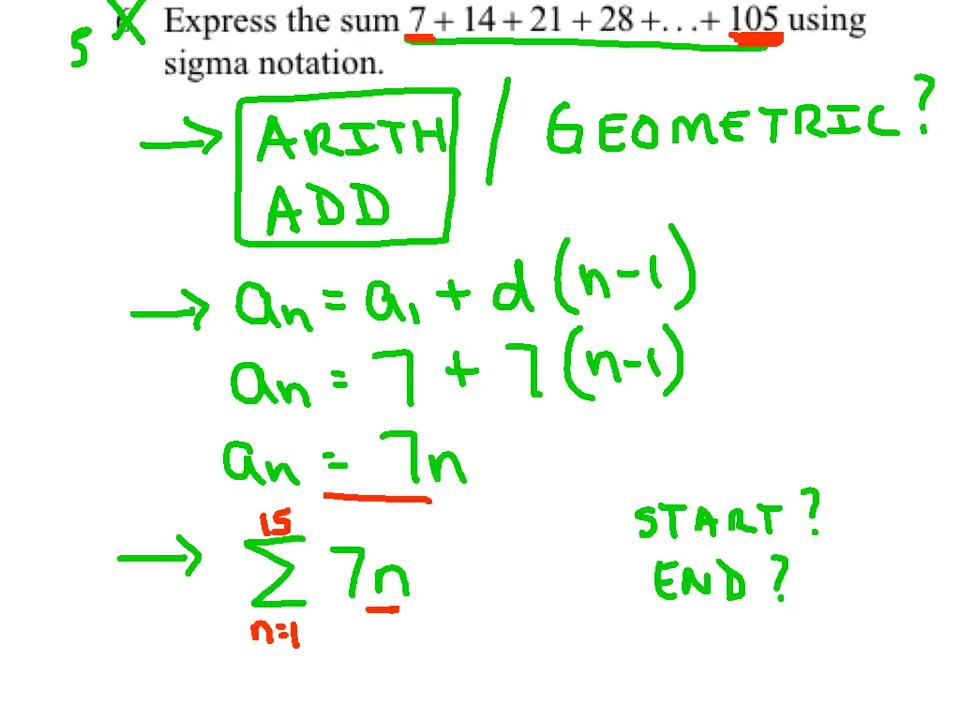 5 Express the sum 7 + 14 + 21 + 28 +...+ 105 using
sigma notation.
→ ARITH / GEOMETRIC?
ADD
→ aₙ = a₁ + d(n-1)
aₙ = 7 + 7(n-1)
aₙ = 7n
START?
15
→ Σ 7n
END?
n=1